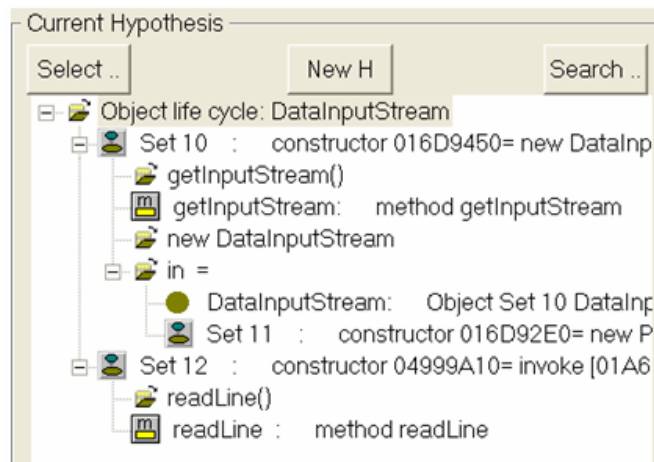 Current Hypothesis
Select .. New H Search ..
Object life cycle: DataInputStream
Set 10 : constructor 016D9450= new DataInp
getInputStream()
m getInputStream: method getInputStream
new DataInputStream
in =
DataInputStream: Object Set 10 DataInp
Set 11 : constructor 016D92E0= new P
Set 12 : constructor 04999A10= invoke [01A6
readLine()
m readLine : method readLine